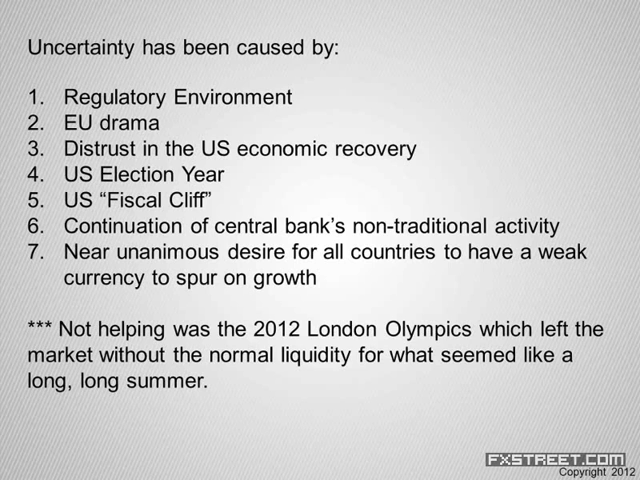 Uncertainty has been caused by:
1. Regulatory Environment
2. EU drama
3. Distrust in the US economic recovery
4. US Election Year
5. US “Fiscal Cliff”
6. Continuation of central bank’s non-traditional activity
7. Near unanimous desire for all countries to have a weak
currency to spur on growth
*** Not helping was the 2012 London Olympics which left the
market without the normal liquidity for what seemed like a
long, long summer.
FXSTREET.COM
Copyright 2012